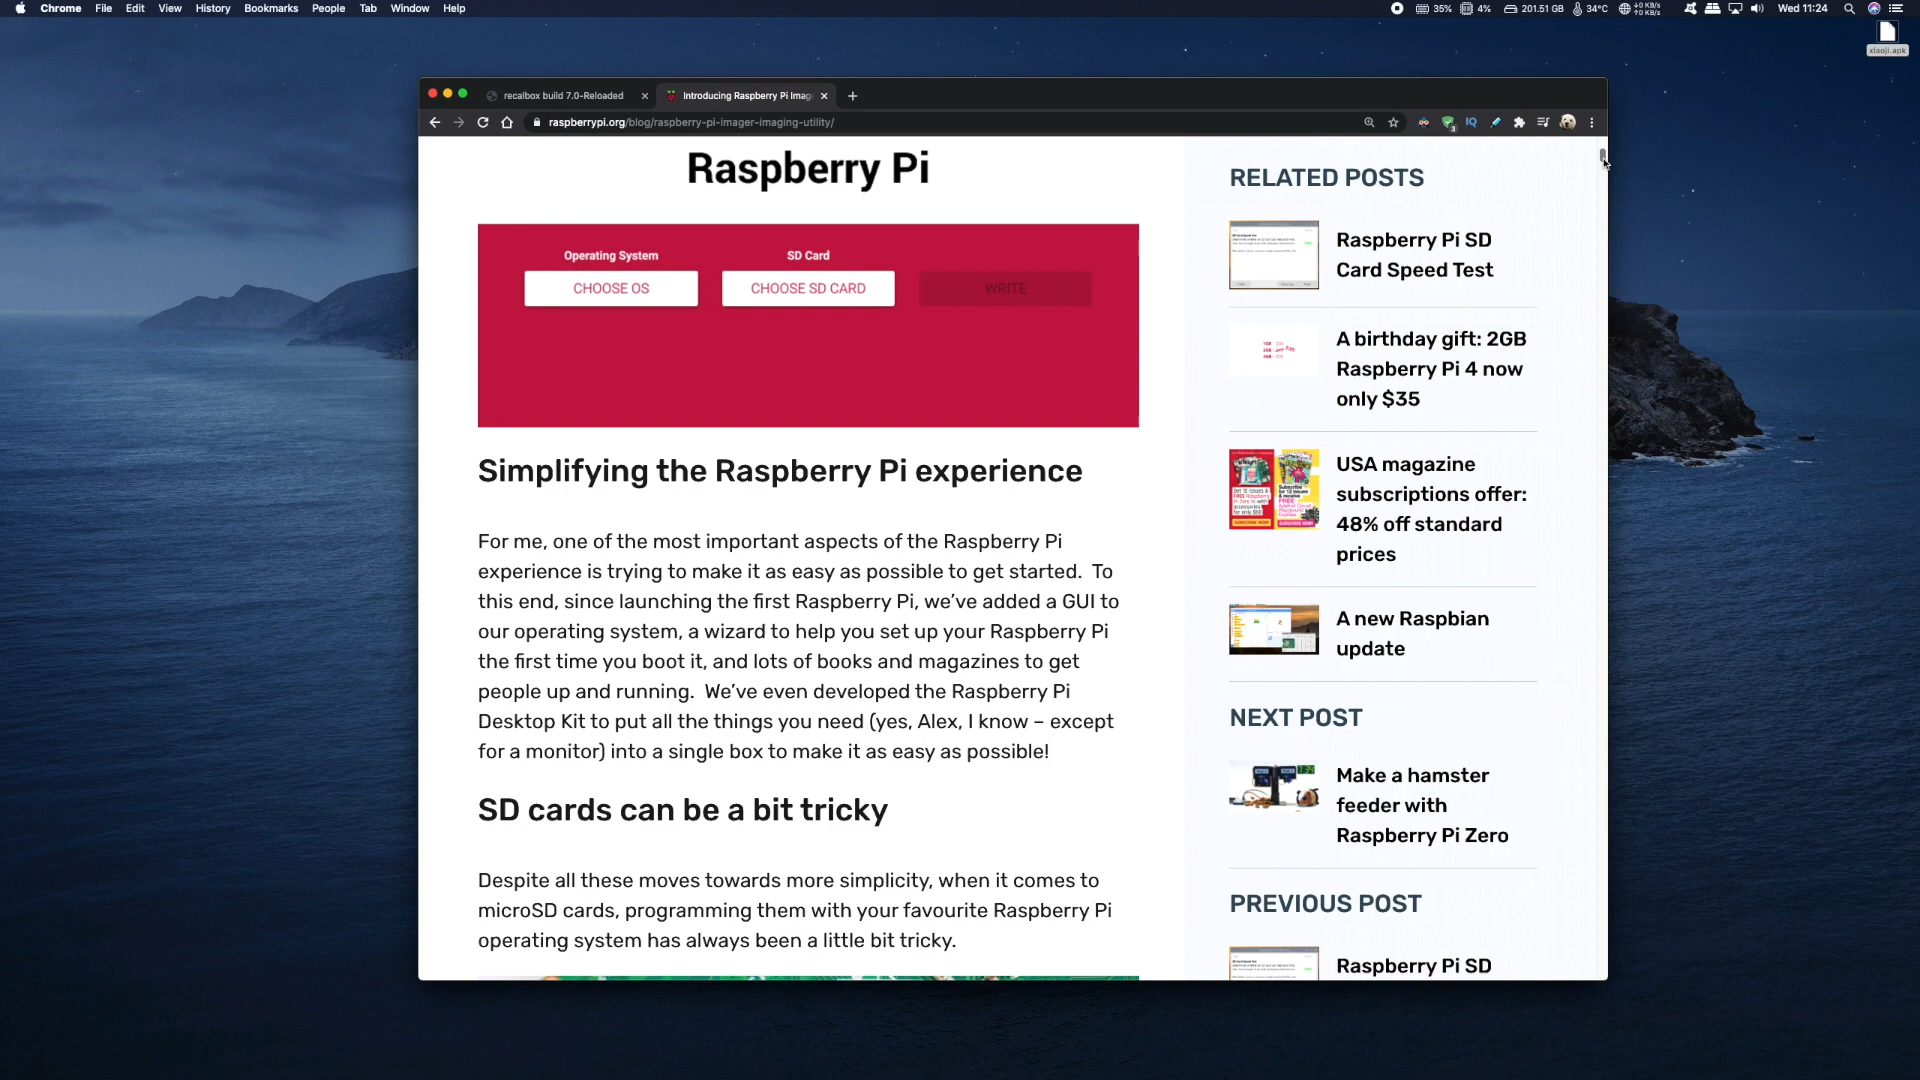 Chrome File Edit View History Bookmarks People Tab Window Help
35% 4% 201.51 GB 34°C Wed 11:24
xiaoji.apk
recalbox build 7.0-Reloaded
Introducing Raspberry Pi Imag
raspberrypi.org/blog/raspberry-pi-imager-imaging-utility/
Raspberry Pi
Operating System SD Card
CHOOSE OS CHOOSE SD CARD WRITE
Simplifying the Raspberry Pi experience
For me, one of the most important aspects of the Raspberry Pi
experience is trying to make it as easy as possible to get started. To
this end, since launching the first Raspberry Pi, we’ve added a GUI to
our operating system, a wizard to help you set up your Raspberry Pi
the first time you boot it, and lots of books and magazines to get
people up and running. We’ve even developed the Raspberry Pi
Desktop Kit to put all the things you need (yes, Alex, I know – except
for a monitor) into a single box to make it as easy as possible!
SD cards can be a bit tricky
Despite all these moves towards more simplicity, when it comes to
microSD cards, programming them with your favourite Raspberry Pi
operating system has always been a little bit tricky.
RELATED POSTS
Raspberry Pi SD
Card Speed Test
A birthday gift: 2GB
Raspberry Pi 4 now
only $35
USA magazine
subscriptions offer:
48% off standard
prices
A new Raspbian
update
NEXT POST
Make a hamster
feeder with
Raspberry Pi Zero
PREVIOUS POST
Raspberry Pi SD